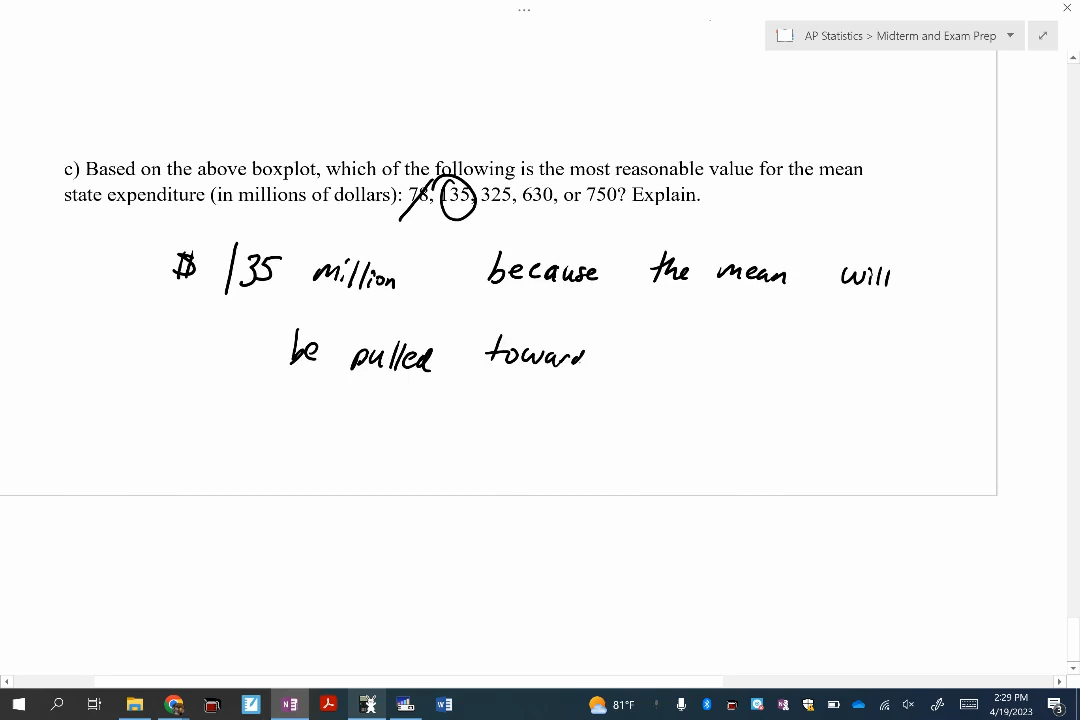 ...
AP Statistics > Midterm and Exam Prep
c) Based on the above boxplot, which of the following is the most reasonable value for the mean
state expenditure (in millions of dollars): 78, 135, 325, 630, or 750? Explain.
$ 135 million because the mean will
be pulled toward
81°F
2:29 PM
4/19/2023
3